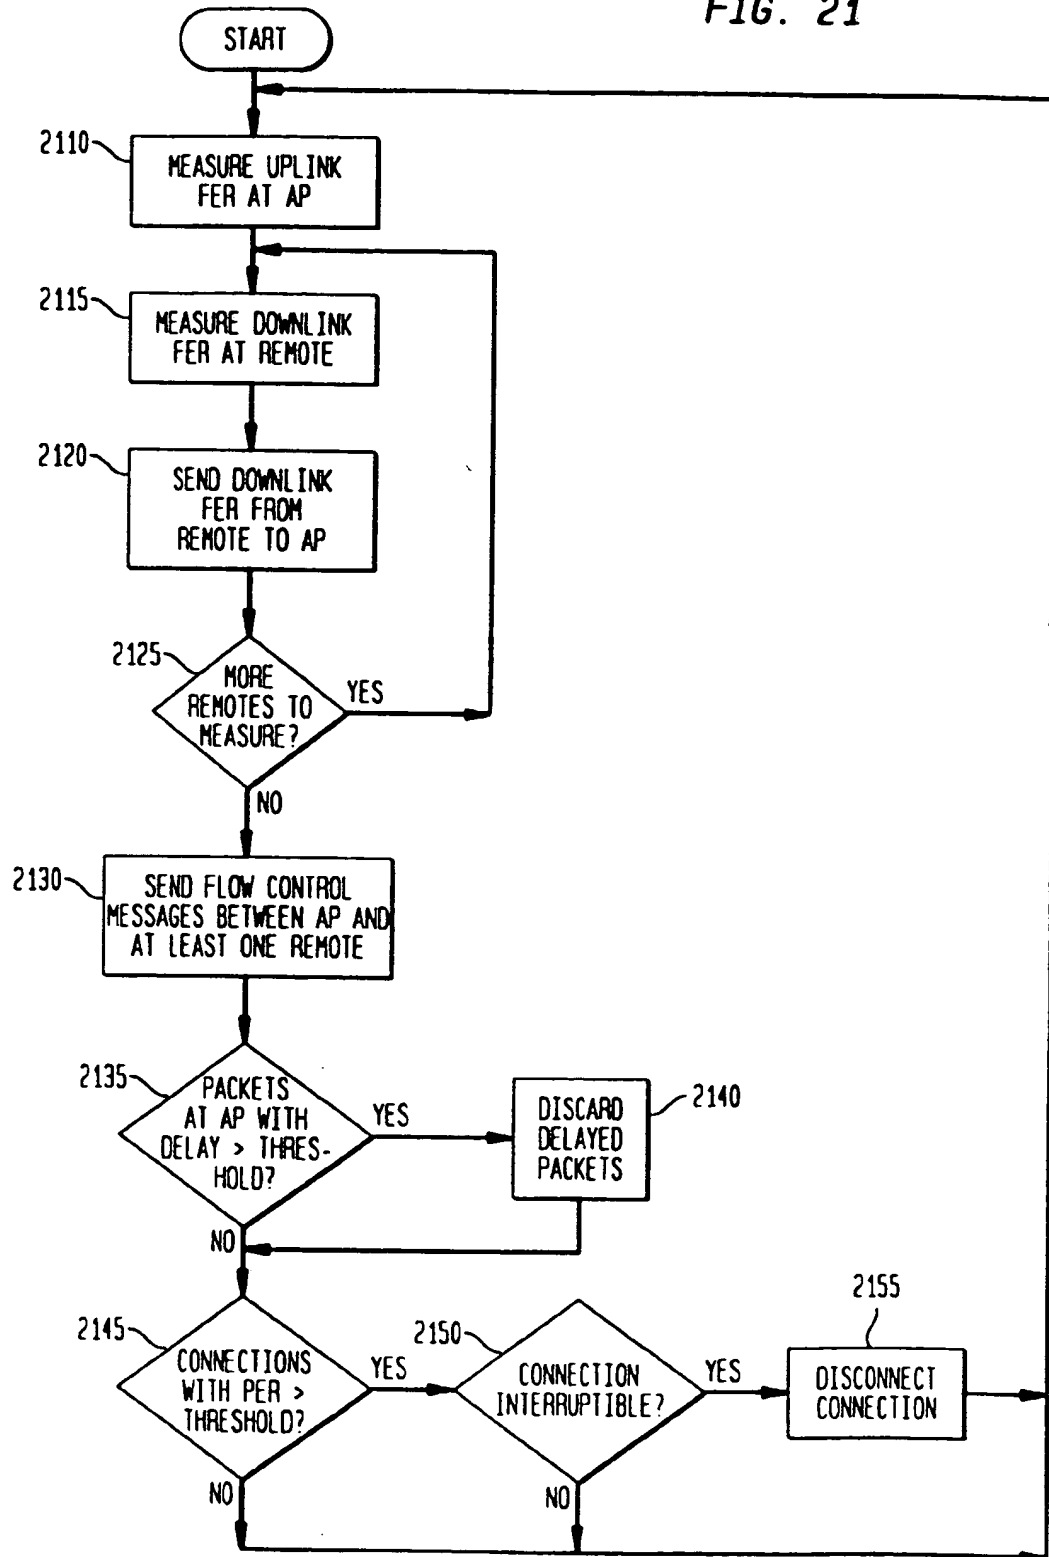 FIG. 21
START
2110
MEASURE UPLINK
FER AT AP
2115
MEASURE DOWNLINK
FER AT REMOTE
2120
SEND DOWNLINK
FER FROM
REMOTE TO AP
2125
MORE
REMOTES TO
MEASURE?
YES
NO
2130
SEND FLOW CONTROL
MESSAGES BETWEEN AP AND
AT LEAST ONE REMOTE
2135
PACKETS
AT AP WITH
DELAY > THRES-
HOLD?
YES
DISCARD
DELAYED
PACKETS
2140
NO
2145
CONNECTIONS
WITH PER >
THRESHOLD?
YES
2150
CONNECTION
INTERRUPTIBLE?
YES
2155
DISCONNECT
CONNECTION
NO
NO